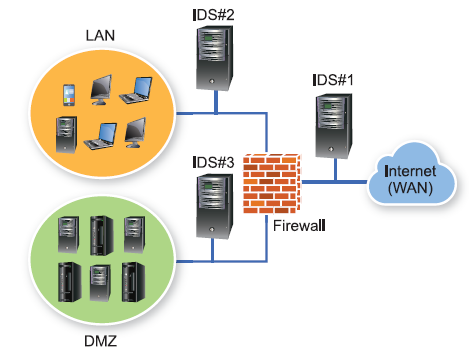 IDS#2
LAN
IDS#1
IDS#3
Internet
(WAN)
Firewall
DMZ